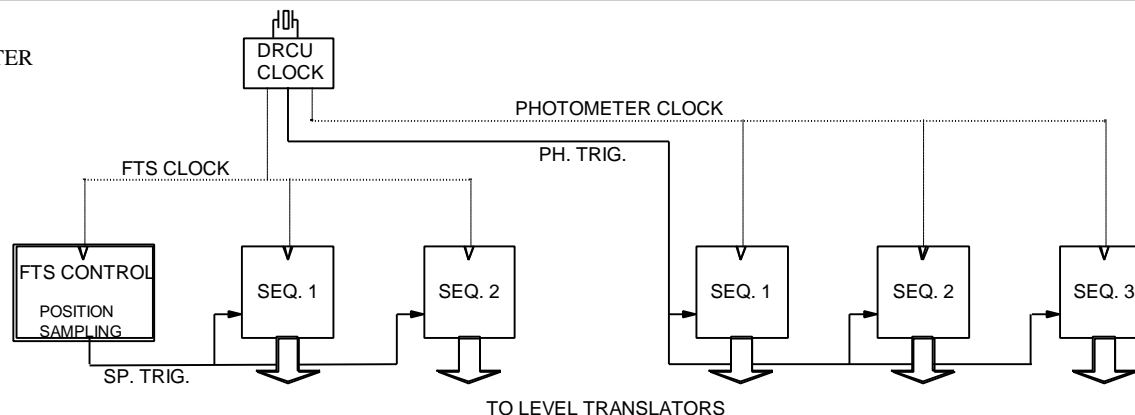 TER
DRCU
CLOCK
PHOTOMETER CLOCK
PH. TRIG.
FTS CLOCK
FTS CONTROL
POSITION
SAMPLING
SEQ. 1
SEQ. 2
SEQ. 1
SEQ. 2
SEQ. 3
SP. TRIG.
TO LEVEL TRANSLATORS